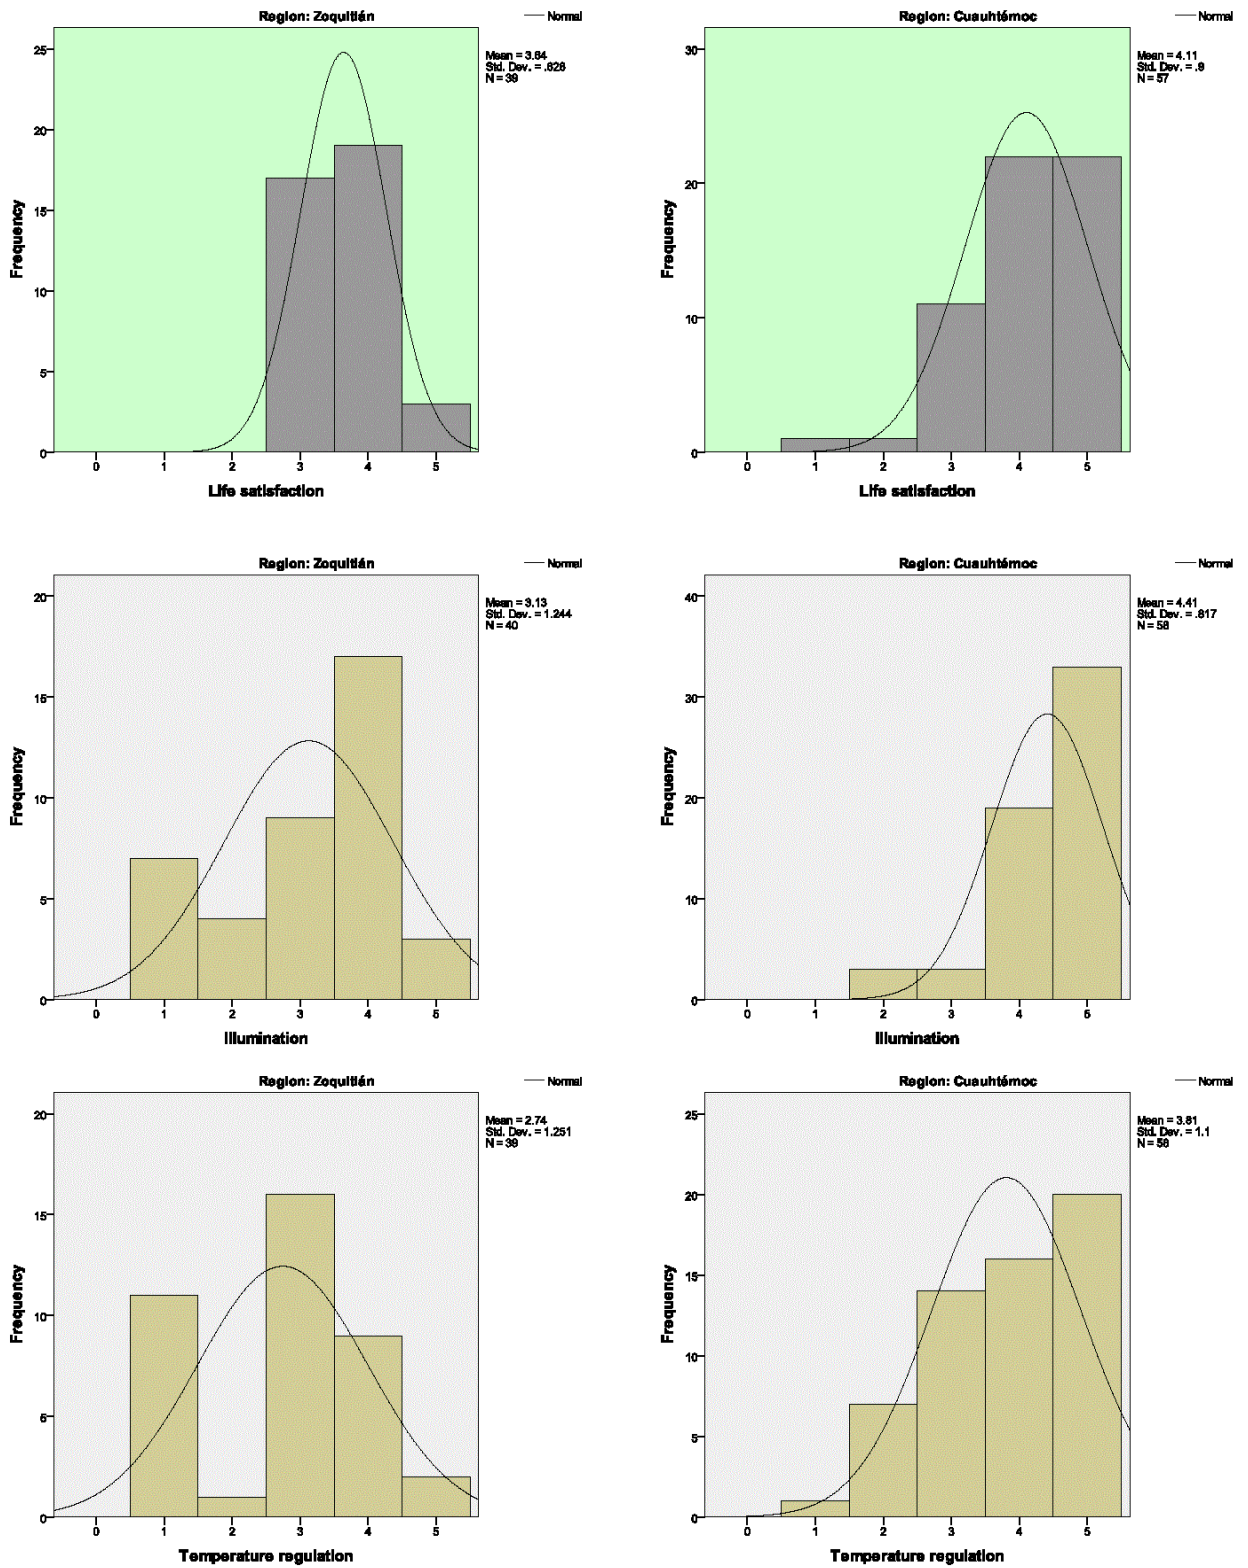 Region: Zoquitlán
Normal
Mean = 3.64
Std. Dev. = .628
N = 39
25
20
15
10
5
0
Frequency
0 1 2 3 4 5
Life satisfaction
Region: Cuauhtémoc
Normal
Mean = 4.11
Std. Dev. = .9
N = 57
30
20
10
0
Frequency
0 1 2 3 4 5
Life satisfaction
Region: Zoquitlán
Normal
Mean = 3.13
Std. Dev. = 1.244
N = 40
20
15
10
5
0
Frequency
0 1 2 3 4 5
Illumination
Region: Cuauhtémoc
Normal
Mean = 4.41
Std. Dev. = .817
N = 58
40
30
20
10
0
Frequency
0 1 2 3 4 5
Illumination
Region: Zoquitlán
Normal
Mean = 2.74
Std. Dev. = 1.251
N = 39
20
15
10
5
0
Frequency
0 1 2 3 4 5
Temperature regulation
Region: Cuauhtémoc
Normal
Mean = 3.81
Std. Dev. = 1.1
N = 58
25
20
15
10
5
0
Frequency
0 1 2 3 4 5
Temperature regulation